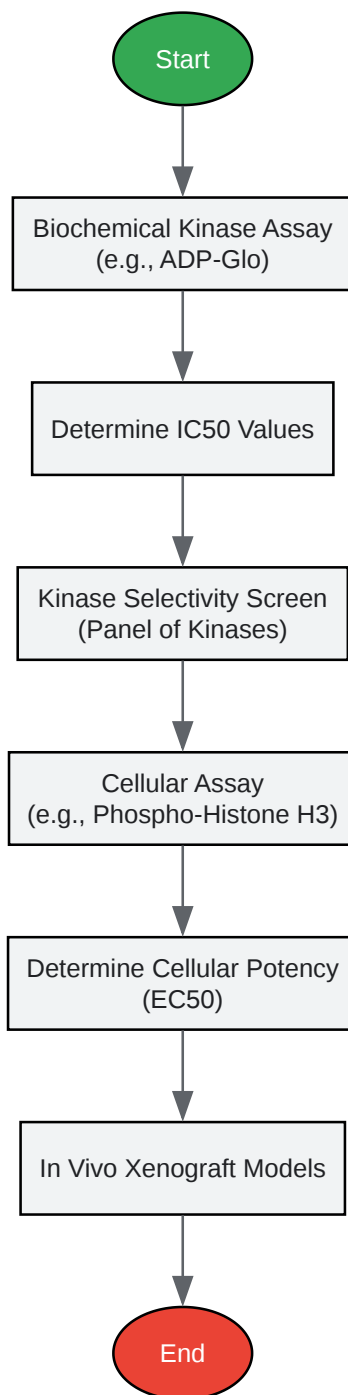 Start
Biochemical Kinase Assay
(e.g., ADP-Glo)
Determine IC50 Values
Kinase Selectivity Screen
(Panel of Kinases)
Cellular Assay
(e.g., Phospho-Histone H3)
Determine Cellular Potency
(EC50)
In Vivo Xenograft Models
End